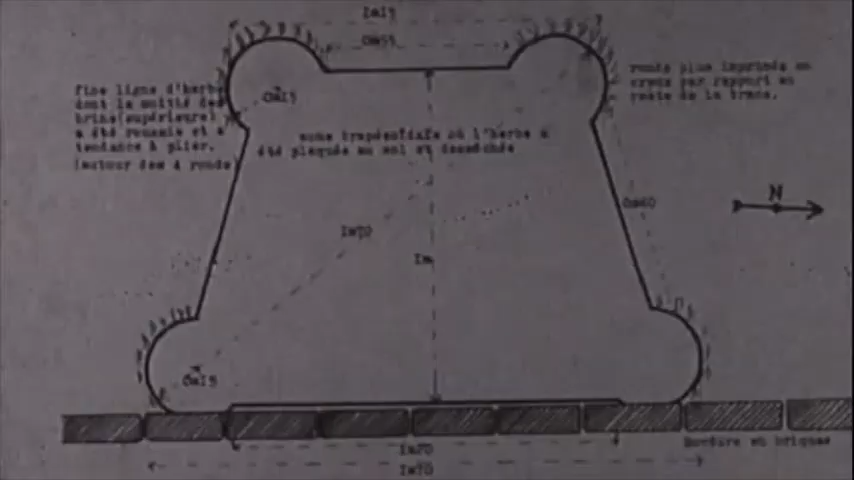 1m15
0m55
fine ligne d'herbe
dont la moitié des
brins(supérieure)
a été roussie et a
tendance à plier.
(autour des 4 ronds)
0m15
ronds plus imprimés en
creux par rapport au
reste de la trace.
zone trapézoïdale où l'herbe a
été plaquée au sol et desséchée
N
0m60
1m70
1m
0m15
Bordure en briques
1m20
1m70